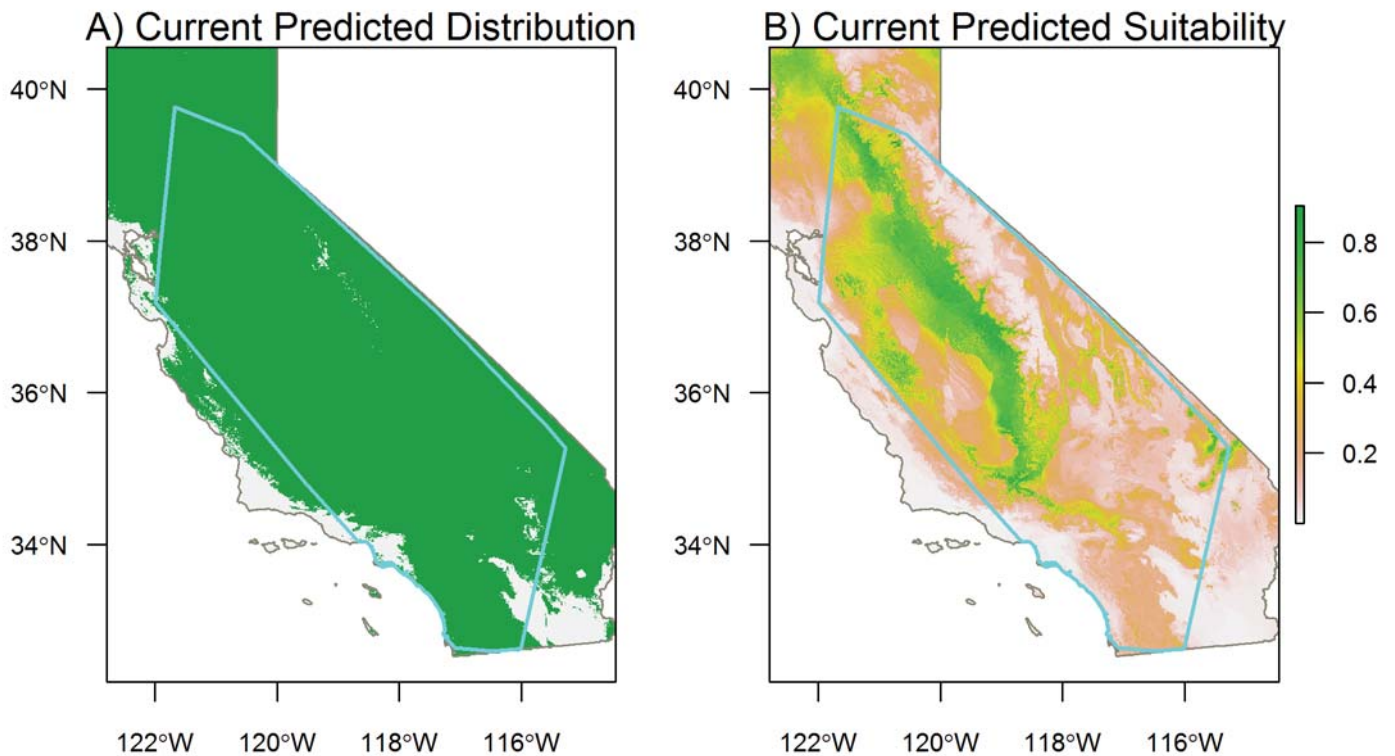 A) Current Predicted Distribution
40°N
38°N
36°N
34°N
122°W 120°W 118°W 116°W
B) Current Predicted Suitability
40°N
38°N
36°N
34°N
122°W 120°W 118°W 116°W
0.8
0.6
0.4
0.2